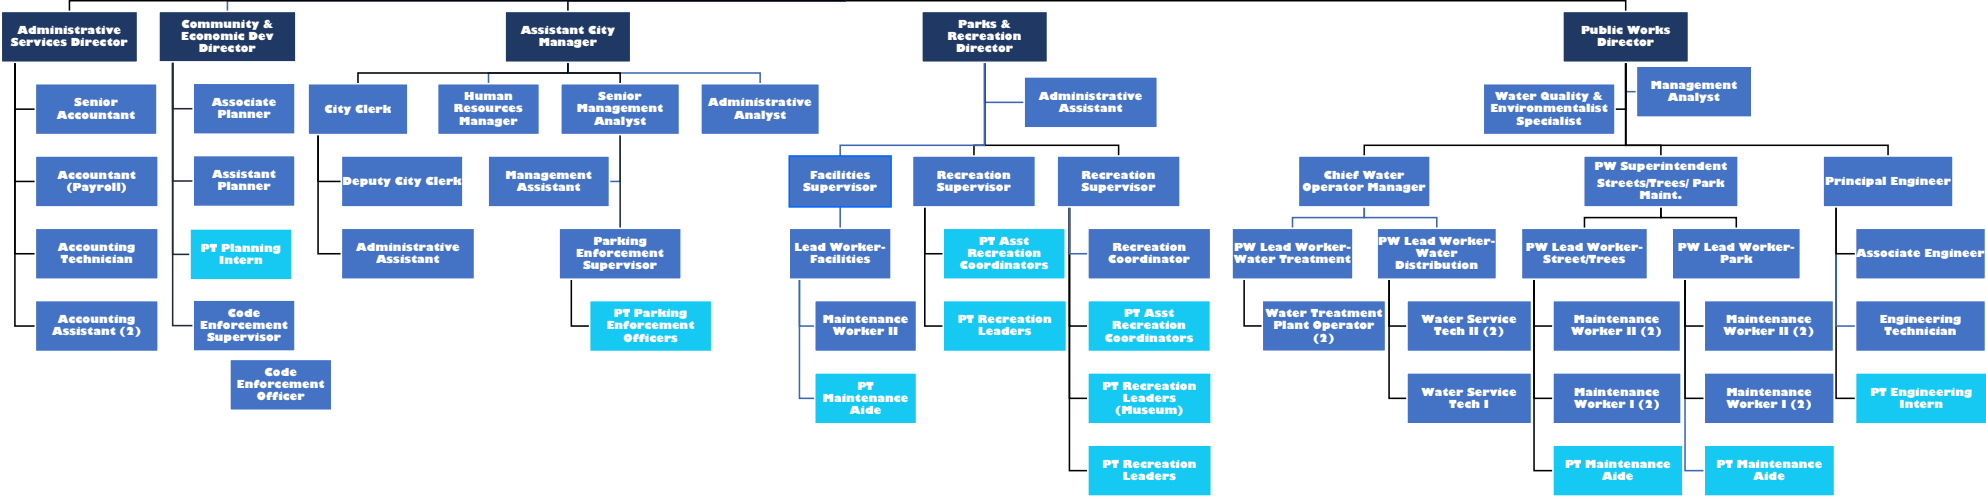 Administrative
Services Director
Community &
Economic Dev
Director
Assistant City
Manager
Parks &
Recreation
Director
Public Works
Director
Senior
Accountant
Accountant
(Payroll)
Accounting
Technician
Accounting
Assistant (2)
Associate
Planner
Assistant
Planner
PT Planning
Intern
Code
Enforcement
Supervisor
Code
Enforcement
Officer
City Clerk
Human
Resources
Manager
Senior
Management
Analyst
Administrative
Analyst
Deputy City Clerk
Administrative
Assistant
Management
Assistant
Parking
Enforcement
Supervisor
PT Parking
Enforcement
Officers
Administrative
Assistant
Facilities
Supervisor
Recreation
Supervisor
Recreation
Supervisor
Lead Worker-
Facilities
Maintenance
Worker II
PT
Maintenance
Aide
PT Asst
Recreation
Coordinators
PT Recreation
Leaders
Recreation
Coordinator
PT Asst
Recreation
Coordinators
PT Recreation
Leaders
(Museum)
PT Recreation
Leaders
Water Quality &
Environmentalist
Specialist
Management
Analyst
Chief Water
Operator Manager
PW Superintendent
Streets/Trees/ Park
Maint.
Principal Engineer
PW Lead Worker-
Water Treatment
PW Lead Worker-
Water
Distribution
PW Lead Worker-
Street/Trees
PW Lead Worker-
Park
Associate Engineer
Water Treatment
Plant Operator
(2)
Water Service
Tech II (2)
Water Service
Tech I
Maintenance
Worker II (2)
Maintenance
Worker I (2)
PT Maintenance
Aide
Maintenance
Worker II (2)
Maintenance
Worker I (2)
PT Maintenance
Aide
Engineering
Technician
PT Engineering
Intern